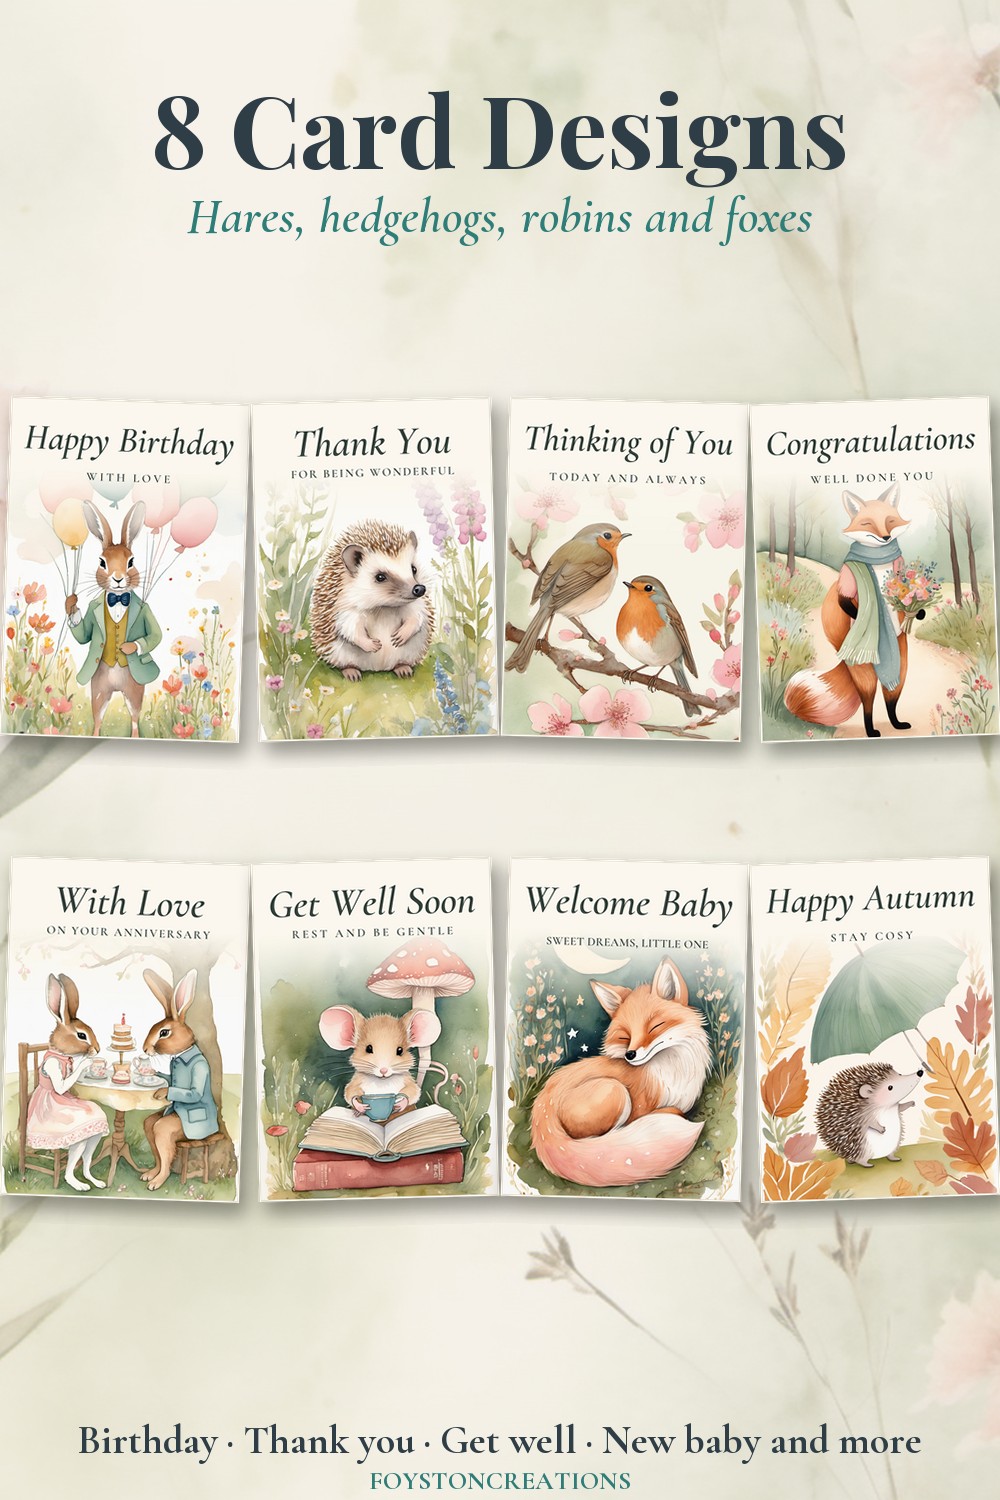 8 Card Designs
Hares, hedgehogs, robins and foxes
Happy Birthday
WITH LOVE
Thank You
FOR BEING WONDERFUL
Thinking of You
TODAY AND ALWAYS
Congratulations
WELL DONE YOU
With Love
ON YOUR ANNIVERSARY
Get Well Soon
REST AND BE GENTLE
Welcome Baby
SWEET DREAMS, LITTLE ONE
Happy Autumn
STAY COSY
Birthday · Thank you · Get well · New baby and more
FOYSTONCREATIONS